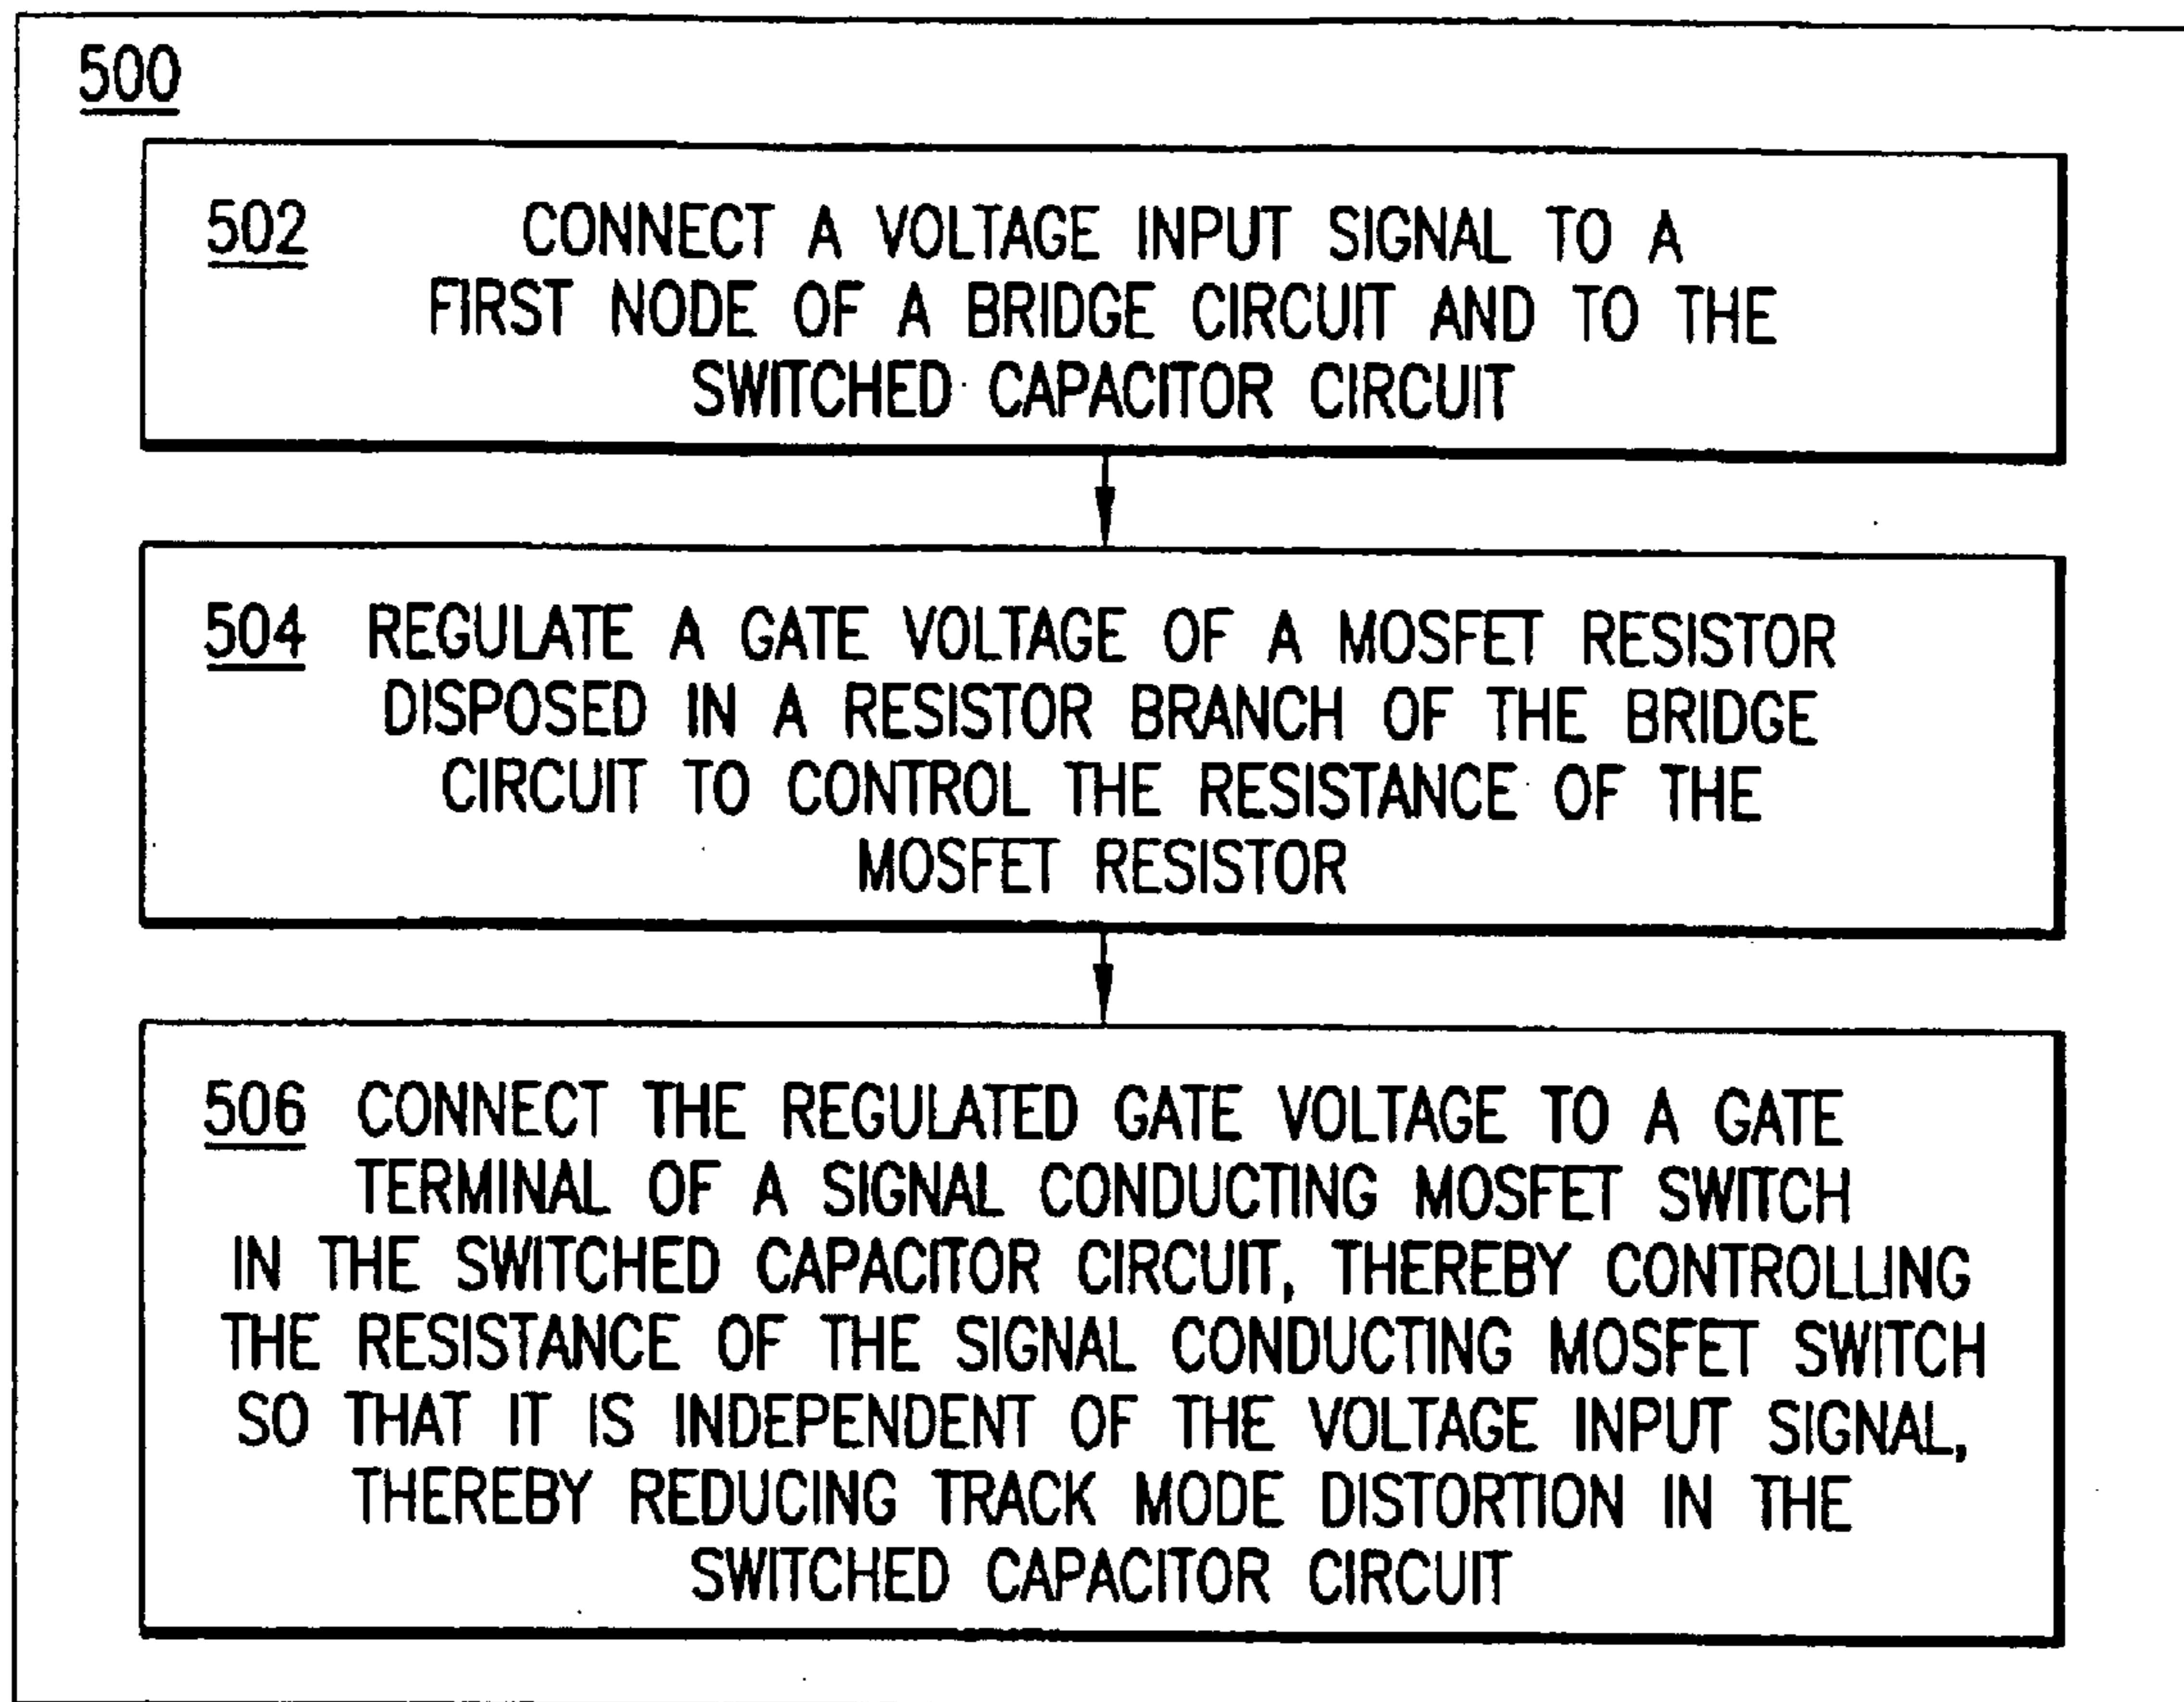 500
502 CONNECT A VOLTAGE INPUT SIGNAL TO A
FIRST NODE OF A BRIDGE CIRCUIT AND TO THE
SWITCHED CAPACITOR CIRCUIT
504 REGULATE A GATE VOLTAGE OF A MOSFET RESISTOR
DISPOSED IN A RESISTOR BRANCH OF THE BRIDGE
CIRCUIT TO CONTROL THE RESISTANCE OF THE
MOSFET RESISTOR
506 CONNECT THE REGULATED GATE VOLTAGE TO A GATE
TERMINAL OF A SIGNAL CONDUCTING MOSFET SWITCH
IN THE SWITCHED CAPACITOR CIRCUIT, THEREBY CONTROLLING
THE RESISTANCE OF THE SIGNAL CONDUCTING MOSFET SWITCH
SO THAT IT IS INDEPENDENT OF THE VOLTAGE INPUT SIGNAL,
THEREBY REDUCING TRACK MODE DISTORTION IN THE
SWITCHED CAPACITOR CIRCUIT